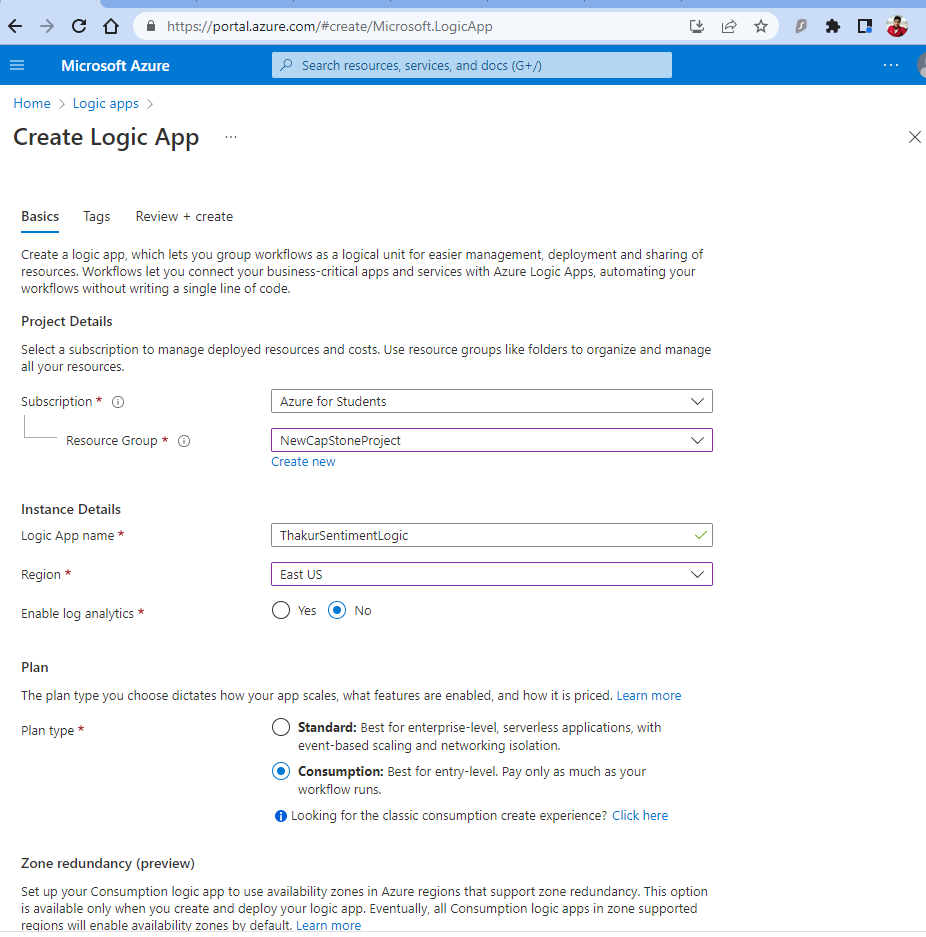 https://portal.azure.com/#create/Microsoft.LogicApp
Microsoft Azure
Search resources, services, and docs (G+/)
Home > Logic apps >
Create Logic App ...
Basics Tags Review + create
Create a logic app, which lets you group workflows as a logical unit for easier management, deployment and sharing of
resources. Workflows let you connect your business-critical apps and services with Azure Logic Apps, automating your
workflows without writing a single line of code.
Project Details
Select a subscription to manage deployed resources and costs. Use resource groups like folders to organize and manage
all your resources.
Subscription *
Azure for Students
Resource Group *
NewCapStoneProject
Create new
Instance Details
Logic App name *
ThakurSentimentLogic
Region *
East US
Enable log analytics *
Yes No
Plan
The plan type you choose dictates how your app scales, what features are enabled, and how it is priced. Learn more
Plan type *
Standard: Best for enterprise-level, serverless applications, with
event-based scaling and networking isolation.
Consumption: Best for entry-level. Pay only as much as your
workflow runs.
Looking for the classic consumption create experience? Click here
Zone redundancy (preview)
Set up your Consumption logic app to use availability zones in Azure regions that support zone redundancy. This option
is available only when you create and deploy your logic app. Eventually, all Consumption logic apps in zone supported
regions will enable availability zones by default. Learn more